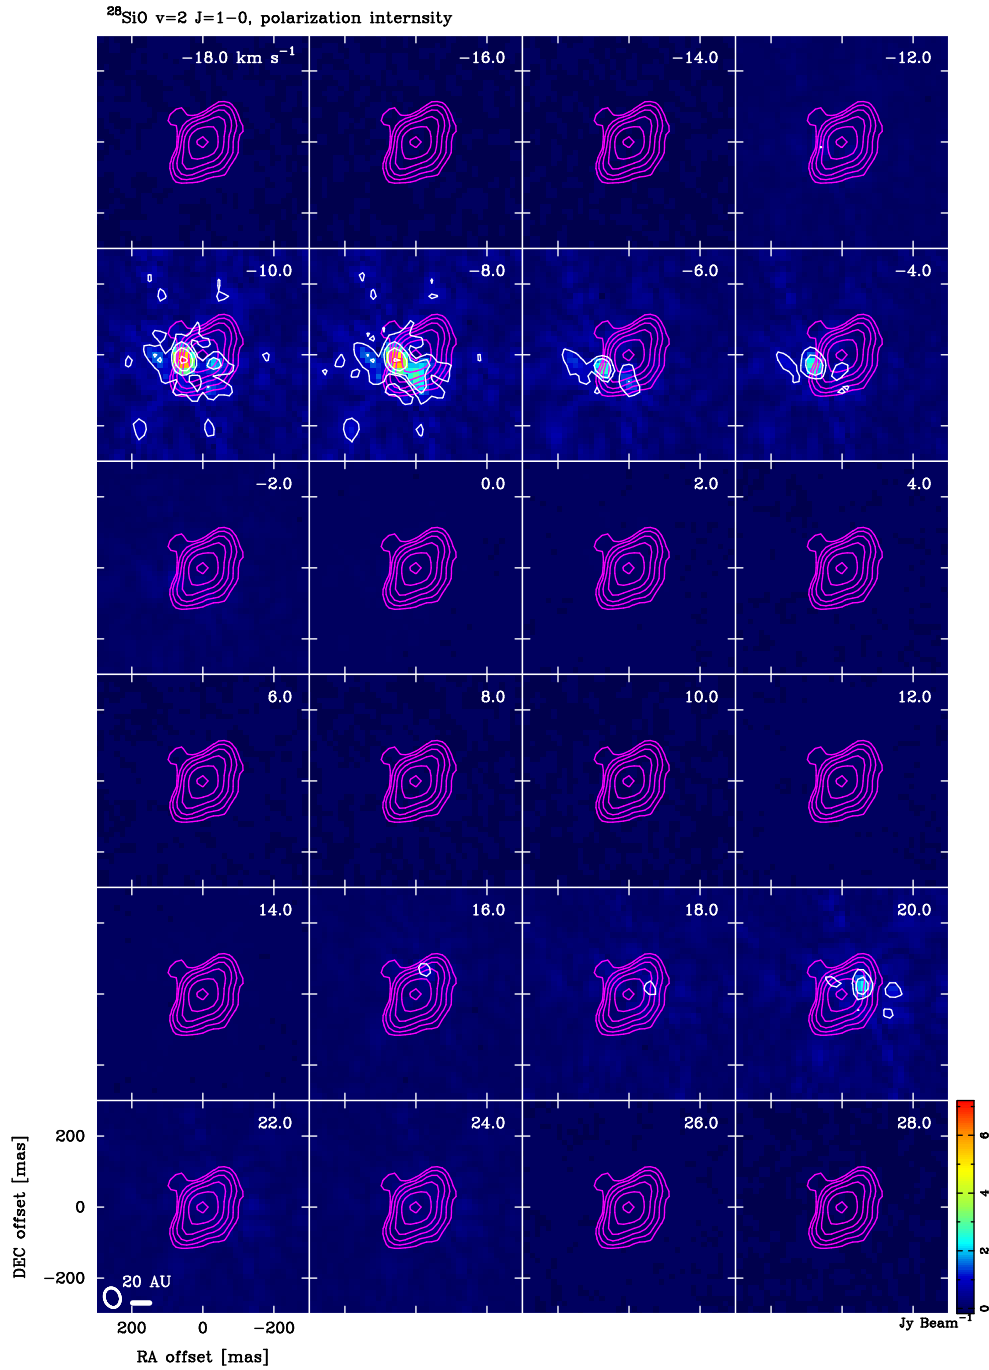 ²⁸SiO v=2 J=1−0, polarization internsity
−18.0 km s⁻¹ −16.0 −14.0 −12.0
−10.0 −8.0 −6.0 −4.0
−2.0 0.0 2.0 4.0
6.0 8.0 10.0 12.0
14.0 16.0 18.0 20.0
22.0 24.0 26.0 28.0
200
0
−200
DEC offset [mas]
20 AU
200 0 −200
RA offset [mas]
6
4
2
0
Jy Beam⁻¹